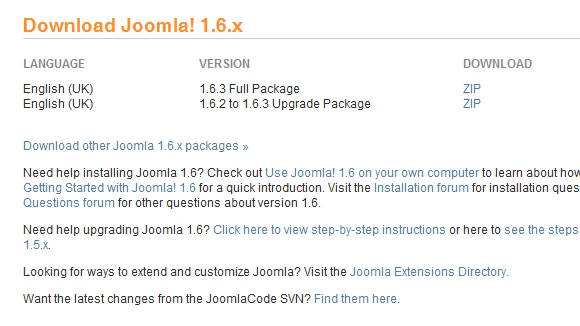 Download Joomla! 1.6.x
LANGUAGE VERSION DOWNLOAD
English (UK) 1.6.3 Full Package ZIP
English (UK) 1.6.2 to 1.6.3 Upgrade Package ZIP
Download other Joomla 1.6.x packages »
Need help installing Joomla 1.6? Check out Use Joomla! 1.6 on your own computer to learn about how
Getting Started with Joomla! 1.6 for a quick introduction. Visit the Installation forum for installation ques
Questions forum for other questions about version 1.6.
Need help upgrading Joomla 1.6? Click here to view step-by-step instructions or here to see the steps
1.5.x.
Looking for ways to extend and customize Joomla? Visit the Joomla Extensions Directory.
Want the latest changes from the JoomlaCode SVN? Find them here.